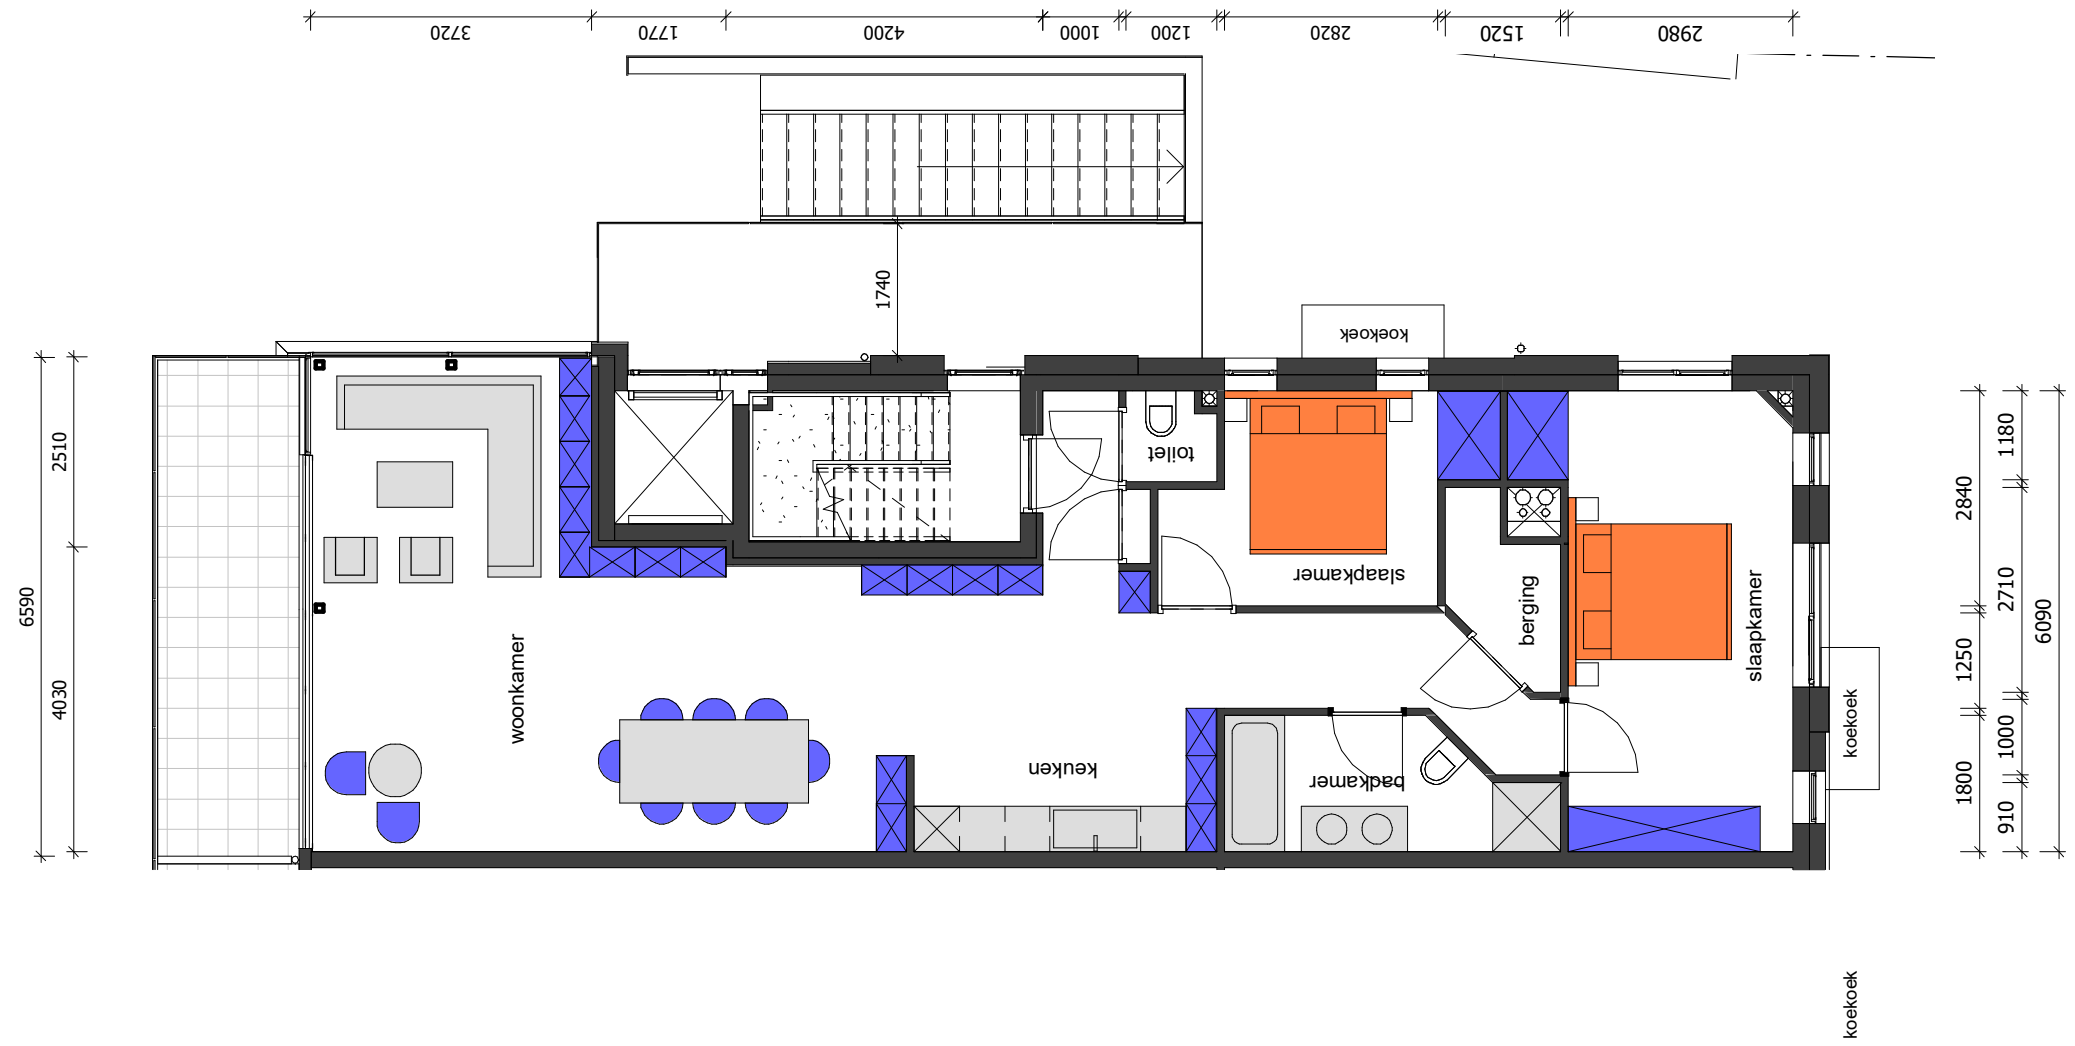 3720
1770
4200
1000
1200
2820
1520
2980
1740
koekoek
toilet
slaapkamer
berging
slaapkamer
woonkamer
keuken
badkamer
koekoek
koekoek
6590
2510
4030
2840
1250
1800
1180
2710
1000
910
6090